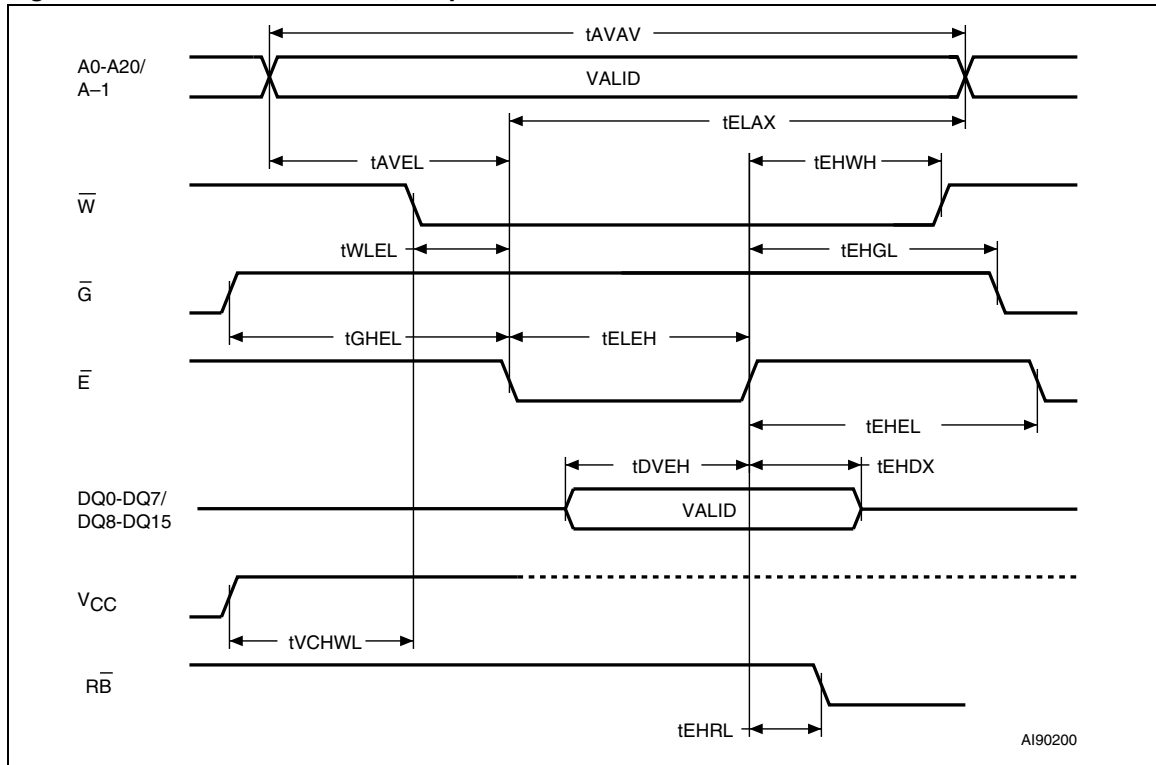 tAVAV
A0-A20/
A–1
VALID
tELAX
tAVEL
tEHWH
W̅
tWLEL
tEHGL
G̅
tGHEL
tELEH
E̅
tEHEL
tDVEH
tEHDX
DQ0-DQ7/
DQ8-DQ15
VALID
VCC
tVCHWL
RB̅
tEHRL
AI90200